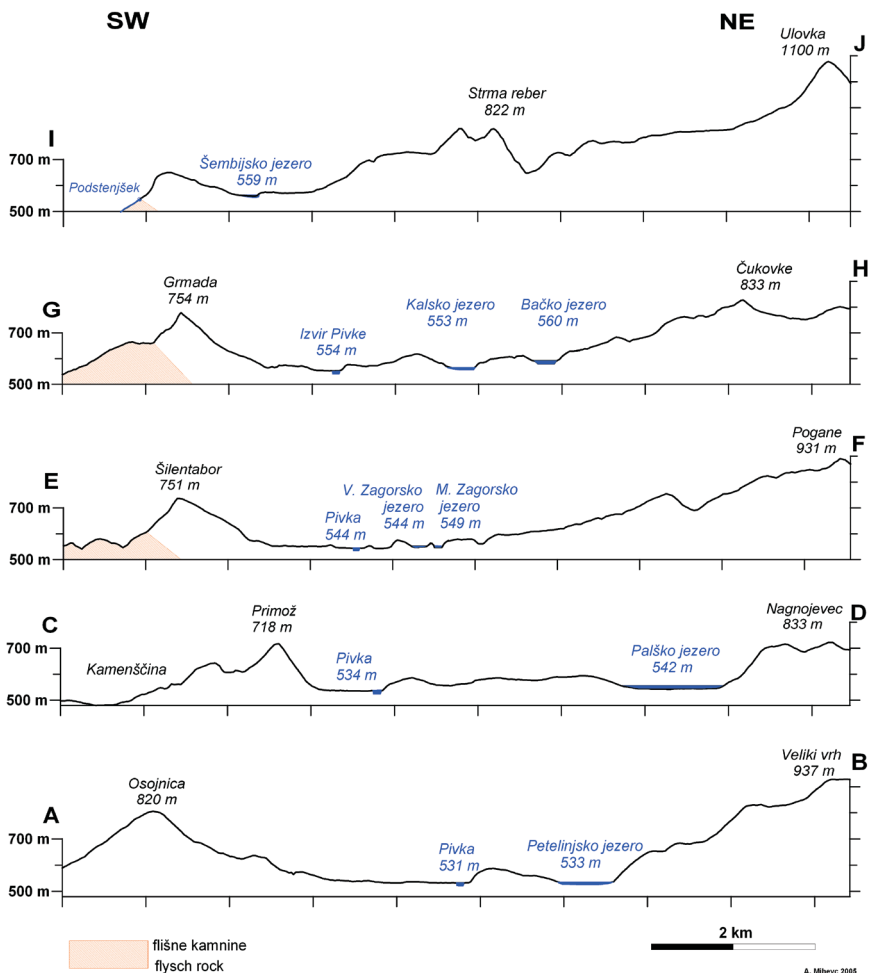 SW
NE
Ulovka
1100 m
J
Strma reber
822 m
I
700 m
Šembijsko jezero
559 m
Podstenjšek
500 m
Grmada
754 m
Čukovke
833 m
H
G
Kalsko jezero
553 m
Bačko jezero
560 m
700 m
Izvir Pivke
554 m
500 m
Pogane
931 m
F
Šilentabor
751 m
E
V. Zagorsko
jezero
544 m
M. Zagorsko
jezero
549 m
700 m
Pivka
544 m
500 m
Primož
718 m
Nagnojevec
833 m
D
C
700 m
Kamenščina
Pivka
534 m
Palško jezero
542 m
500 m
Veliki vrh
937 m
B
Osojnica
820 m
A
700 m
Pivka
531 m
Petelinjsko jezero
533 m
500 m
flišne kamnine
flysch rock
2 km
A. Mihevc 2005